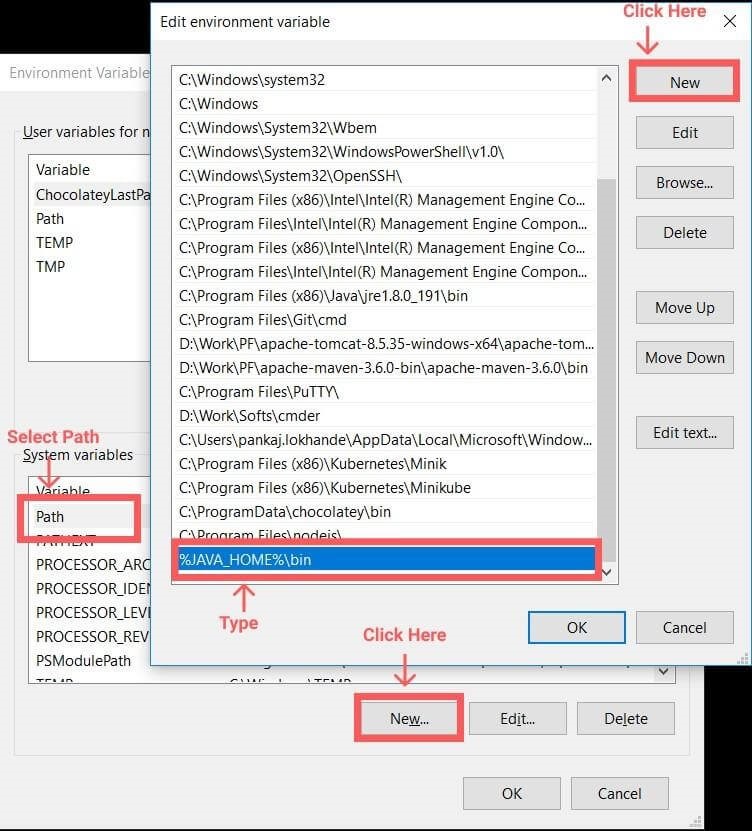 Click Here
Edit environment variable
Environment Variable
New
C:\Windows\system32
C:\Windows
C:\Windows\System32\Wbem
C:\Windows\System32\WindowsPowerShell\v1.0\
C:\Windows\System32\OpenSSH\
C:\Program Files (x86)\Intel\Intel(R) Management Engine Co...
C:\Program Files\Intel\Intel(R) Management Engine Compon...
C:\Program Files (x86)\Intel\Intel(R) Management Engine Co...
C:\Program Files\Intel\Intel(R) Management Engine Compon...
C:\Program Files (x86)\Java\jre1.8.0_191\bin
C:\Program Files\Git\cmd
D:\Work\PF\apache-tomcat-8.5.35-windows-x64\apache-tom...
D:\Work\PF\apache-maven-3.6.0-bin\apache-maven-3.6.0\bin
C:\Program Files\PuTTY\
D:\Work\Softs\cmder
C:\Users\pankaj.lokhande\AppData\Local\Microsoft\Window...
C:\Program Files (x86)\Kubernetes\Minik
C:\Program Files (x86)\Kubernetes\Minikube
C:\ProgramData\chocolatey\bin
C:\Program Files\nodejs\
%JAVA_HOME%\bin
Type
Edit
Browse...
Delete
Move Up
Move Down
Edit text...
OK
Cancel
User variables for n
Variable
ChocolateyLastPa
Path
TEMP
TMP
Select Path
System variables
Variable
Path
PATHEXT
PROCESSOR_ARC
PROCESSOR_IDEN
PROCESSOR_LEVE
PROCESSOR_REV
PSModulePath
TEMP
C:\Windows\TEMP
Click Here
New...
Edit...
Delete
OK
Cancel